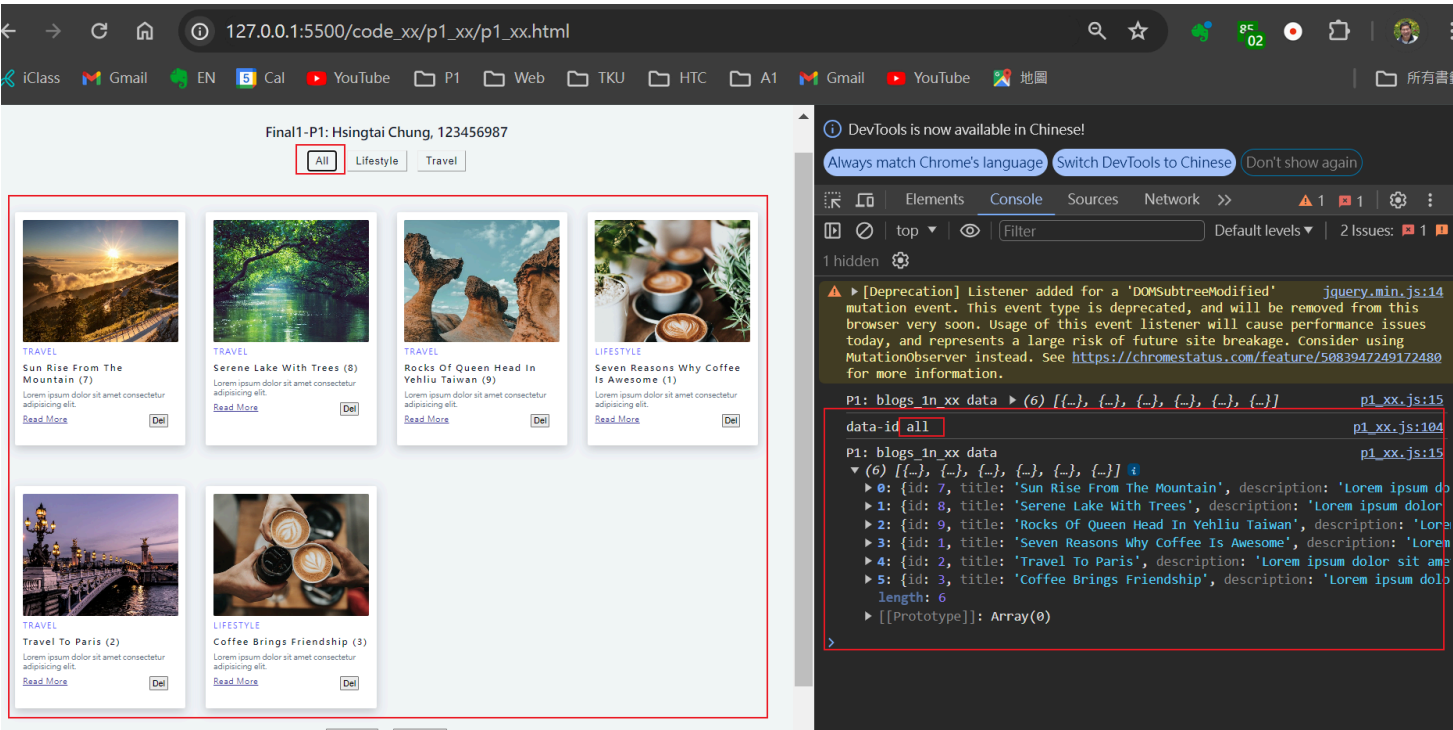 127.0.0.1:5500/code_xx/p1_xx/p1_xx.html
85
02
iClass
Gmail
EN
5 Cal
YouTube
P1
Web
TKU
HTC
A1
Gmail
YouTube
地圖
所有書
Final1-P1: Hsingtai Chung, 123456987
All Lifestyle Travel
TRAVEL
Sun Rise From The
Mountain (7)
Lorem ipsum dolor sit amet consectetur
adipisicing elit.
Read More Del
TRAVEL
Serene Lake With Trees (8)
Lorem ipsum dolor sit amet consectetur
adipisicing elit.
Read More Del
TRAVEL
Rocks Of Queen Head In
Yehliu Taiwan (9)
Lorem ipsum dolor sit amet consectetur
adipisicing elit.
Read More Del
LIFESTYLE
Seven Reasons Why Coffee
Is Awesome (1)
Lorem ipsum dolor sit amet consectetur
adipisicing elit.
Read More Del
TRAVEL
Travel To Paris (2)
Lorem ipsum dolor sit amet consectetur
adipisicing elit.
Read More Del
LIFESTYLE
Coffee Brings Friendship (3)
Lorem ipsum dolor sit amet consectetur
adipisicing elit.
Read More Del
DevTools is now available in Chinese!
Always match Chrome's language Switch DevTools to Chinese Don't show again
Elements Console Sources Network 1 1
top Filter Default levels 2 Issues: 1
1 hidden
[Deprecation] Listener added for a 'DOMSubtreeModified' jquery.min.js:14
mutation event. This event type is deprecated, and will be removed from this
browser very soon. Usage of this event listener will cause performance issues
today, and represents a large risk of future site breakage. Consider using
MutationObserver instead. See https://chromestatus.com/feature/5083947249172480
for more information.
P1: blogs_1n_xx data (6) [{…}, {…}, {…}, {…}, {…}, {…}] p1_xx.js:15
data-id all p1_xx.js:104
P1: blogs_1n_xx data p1_xx.js:15
(6) [{…}, {…}, {…}, {…}, {…}, {…}] i
0: {id: 7, title: 'Sun Rise From The Mountain', description: 'Lorem ipsum do
1: {id: 8, title: 'Serene Lake With Trees', description: 'Lorem ipsum dolor
2: {id: 9, title: 'Rocks Of Queen Head In Yehliu Taiwan', description: 'Lore
3: {id: 1, title: 'Seven Reasons Why Coffee Is Awesome', description: 'Lorem
4: {id: 2, title: 'Travel To Paris', description: 'Lorem ipsum dolor sit ame
5: {id: 3, title: 'Coffee Brings Friendship', description: 'Lorem ipsum dolo
length: 6
[[Prototype]]: Array(0)